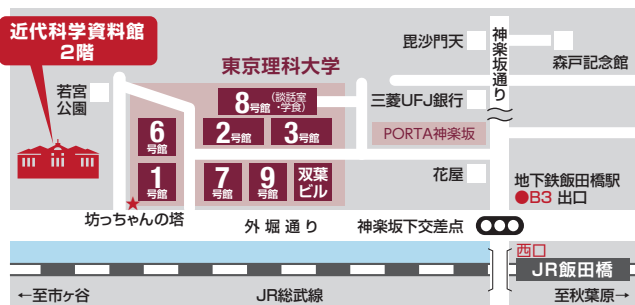 近代科学資料館
2階
若宮
公園
東京理科大学
8号館(談話室・学食)
6
号館
2号館
3号館
1
号館
7
号館
9
号館
双葉
ビル
坊っちゃんの塔
毘沙門天
神楽坂通り
森戸記念館
三菱UFJ銀行
PORTA神楽坂
花屋
地下鉄飯田橋駅
●B3 出口
外堀通り
神楽坂下交差点
西口
JR飯田橋
←至市ヶ谷
JR総武線
至秋葉原→